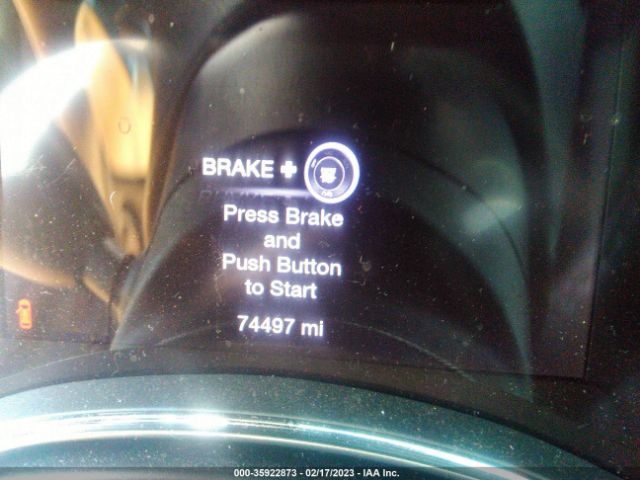 BRAKE +
Press Brake
and
Push Button
to Start
74497 mi
000-35922873 - 02/17/2023 - IAA Inc.